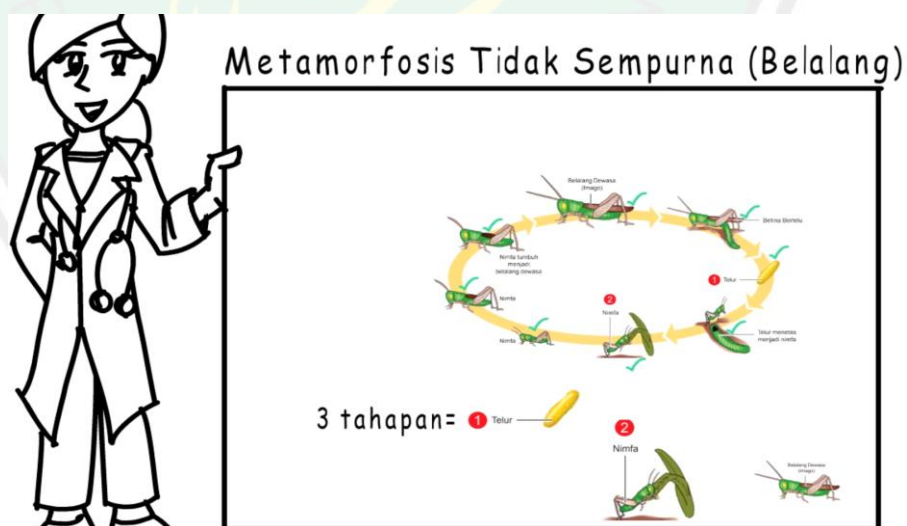 Metamorfosis Tidak Sempurna (Belalang)
Belalang Dewasa
(Imago)
Betina Bertelu
1 Telur
Telur menetas
menjadi nimfa
2
Nimfa
Nimfa
Nimfa
Nimfa tumbuh
menjadi
belalang dewasa
3 tahapan= 1 Telur
2
Nimfa
Belalang Dewasa
(Imago)